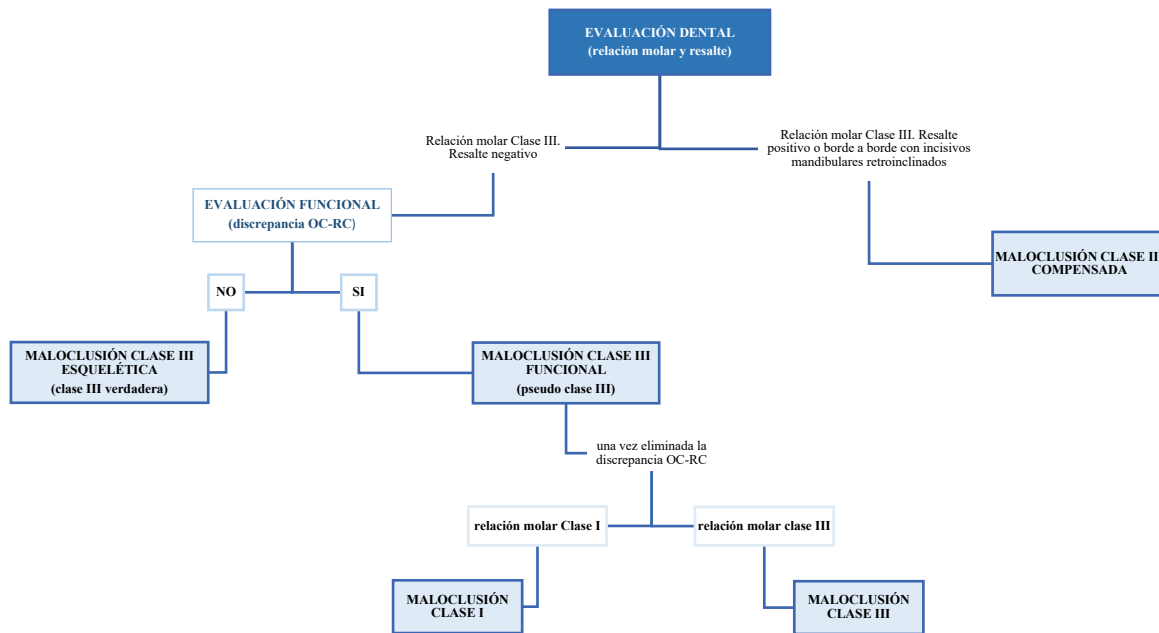 EVALUACIÓN DENTAL
(relación molar y resalte)
Relación molar Clase III.
Resalte negativo
Relación molar Clase III. Resalte
positivo o borde a borde con incisivos
mandibulares retroinclinados
EVALUACIÓN FUNCIONAL
(discrepancia OC-RC)
MALOCLUSIÓN CLASE II
COMPENSADA
NO
SI
MALOCLUSIÓN CLASE III
ESQUELÉTICA
(clase III verdadera)
MALOCLUSIÓN CLASE III
FUNCIONAL
(pseudo clase III)
una vez eliminada la
discrepancia OC-RC
relación molar Clase I
relación molar clase III
MALOCLUSIÓN
CLASE I
MALOCLUSIÓN
CLASE III